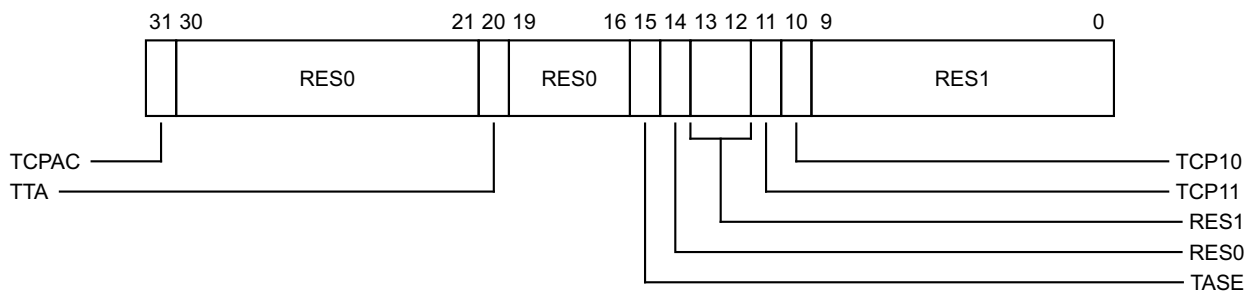 31 30 21 20 19 16 15 14 13 12 11 10 9 0
RES0 RES0 RES1
TCPAC TCP10
TTA TCP11
RES1
RES0
TASE